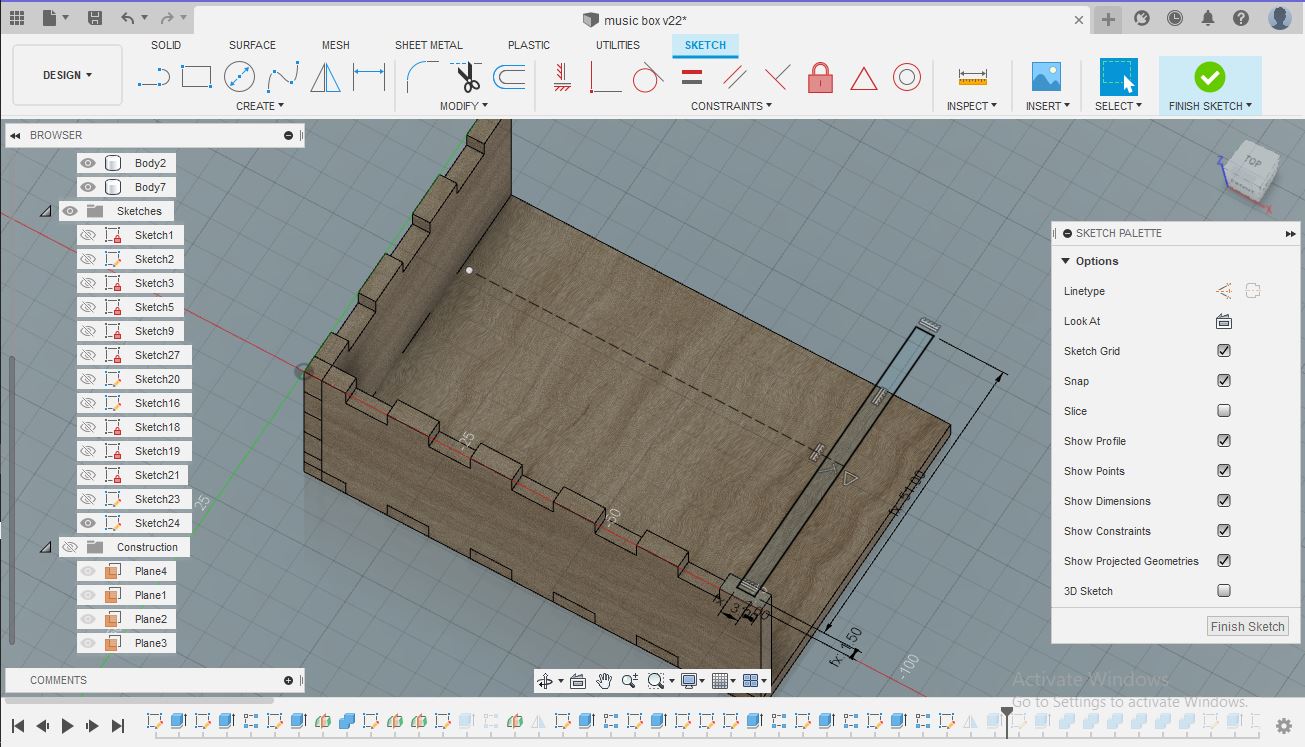 music box v22*
SOLID SURFACE MESH SHEET METAL PLASTIC UTILITIES SKETCH
DESIGN
CREATE MODIFY CONSTRAINTS INSPECT INSERT SELECT FINISH SKETCH
BROWSER
Body2
Body7
Sketches
Sketch1
Sketch2
Sketch3
Sketch5
Sketch9
Sketch27
Sketch20
Sketch16
Sketch18
Sketch19
Sketch21
Sketch23
Sketch24
Construction
Plane4
Plane1
Plane2
Plane3
COMMENTS
25
25
50
fx: 51.00
fx: 1.50
-100
TOP
Z
X
SKETCH PALETTE
Options
Linetype
Look At
Sketch Grid
Snap
Slice
Show Profile
Show Points
Show Dimensions
Show Constraints
Show Projected Geometries
3D Sketch
Finish Sketch
Activate Windows
Go to Settings to activate Windows.